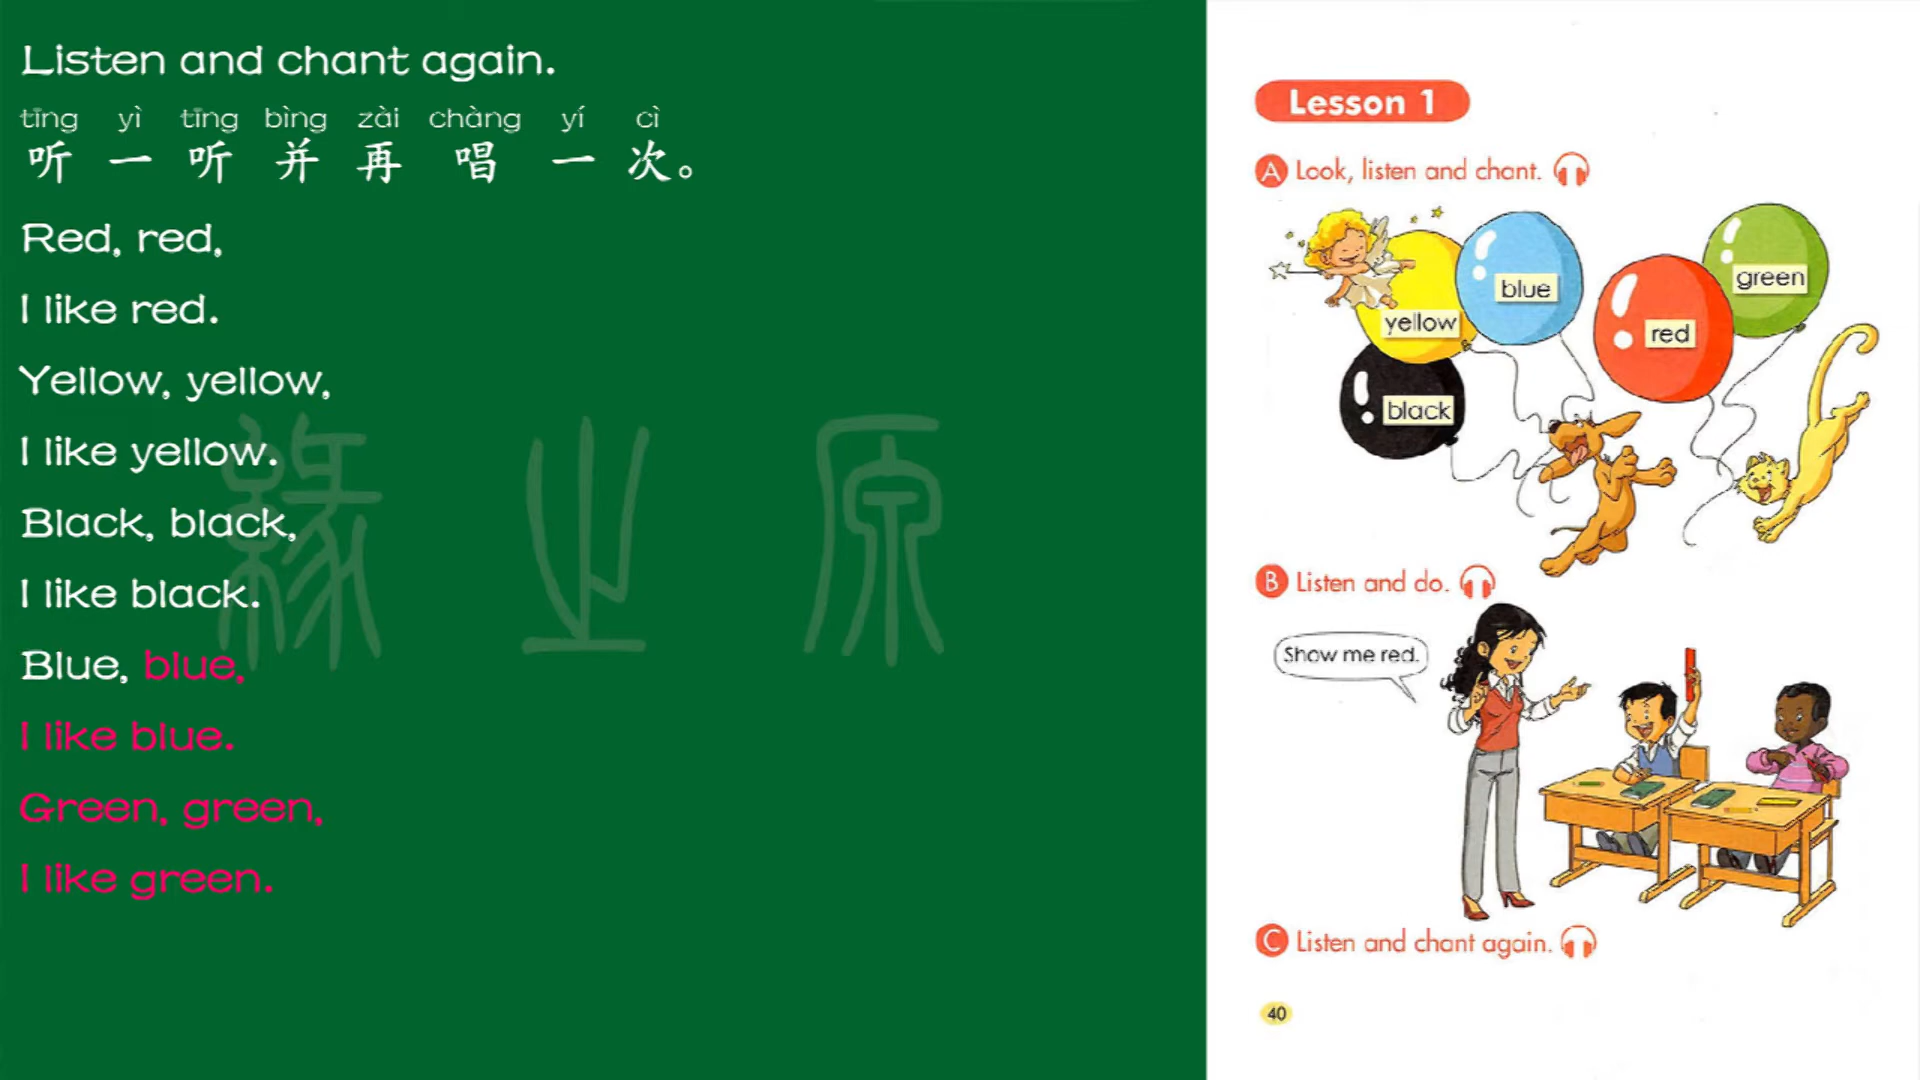 Listen and chant again.
tīng yì tīng bìng zài chàng yí cì
听一听并再唱一次。
Red, red,
I like red.
Yellow, yellow,
I like yellow.
Black, black,
I like black.
Blue, blue,
I like blue.
Green, green,
I like green.
緣业原
Lesson 1
A Look, listen and chant.
yellow
blue
red
green
black
B Listen and do.
Show me red.
C Listen and chant again.
40